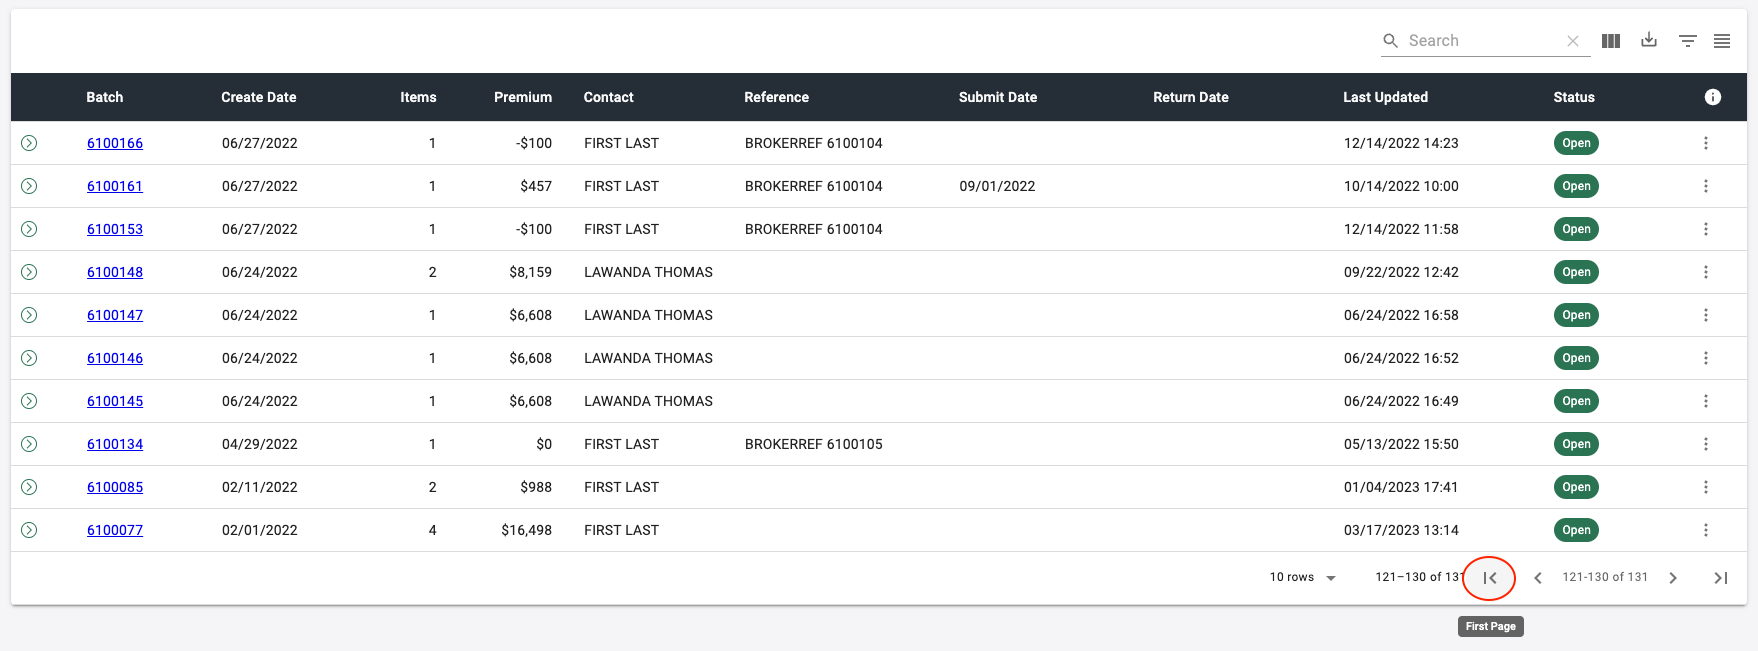 Search
Batch Create Date Items Premium Contact Reference Submit Date Return Date Last Updated Status
6100166 06/27/2022 1 -$100 FIRST LAST BROKERREF 6100104 12/14/2022 14:23 Open
6100161 06/27/2022 1 $457 FIRST LAST BROKERREF 6100104 09/01/2022 10/14/2022 10:00 Open
6100153 06/27/2022 1 -$100 FIRST LAST BROKERREF 6100104 12/14/2022 11:58 Open
6100148 06/24/2022 2 $8,159 LAWANDA THOMAS 09/22/2022 12:42 Open
6100147 06/24/2022 1 $6,608 LAWANDA THOMAS 06/24/2022 16:58 Open
6100146 06/24/2022 1 $6,608 LAWANDA THOMAS 06/24/2022 16:52 Open
6100145 06/24/2022 1 $6,608 LAWANDA THOMAS 06/24/2022 16:49 Open
6100134 04/29/2022 1 $0 FIRST LAST BROKERREF 6100105 05/13/2022 15:50 Open
6100085 02/11/2022 2 $988 FIRST LAST 01/04/2023 17:41 Open
6100077 02/01/2022 4 $16,498 FIRST LAST 03/17/2023 13:14 Open
10 rows 121–130 of 131 121-130 of 131
First Page